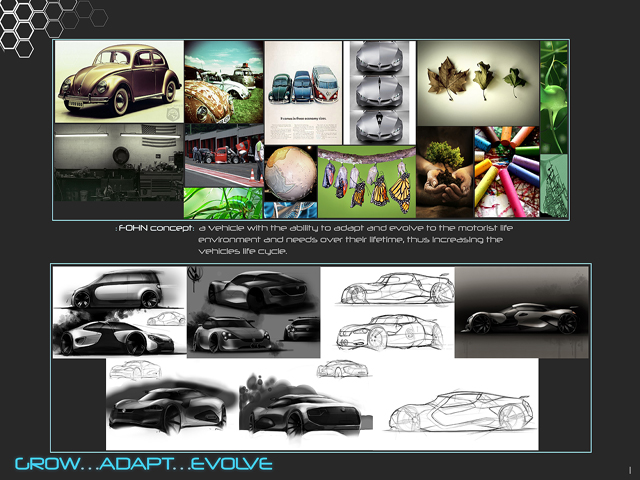 : FOHN concept: a vehicle with the ability to adapt and evolve to the motorist life
environment and needs over their lifetime, thus increasing the
vehicles life cycle.
GROW...ADAPT...EVOLVE